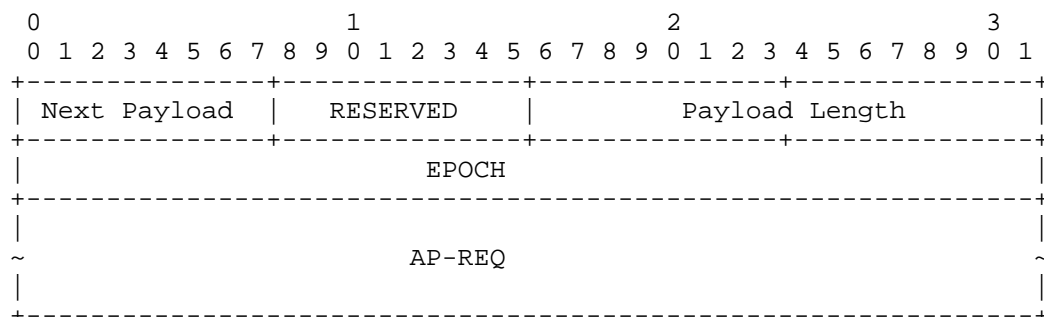 0                   1                   2                   3
 0 1 2 3 4 5 6 7 8 9 0 1 2 3 4 5 6 7 8 9 0 1 2 3 4 5 6 7 8 9 0 1
+---------------+---------------+---------------+---------------+
| Next Payload  |   RESERVED    |         Payload Length        |
+---------------+---------------+---------------+---------------+
|                         EPOCH                                 |
+---------------------------------------------------------------+
|                                                               |
~                        AP-REQ                                 ~
|                                                               |
+---------------------------------------------------------------+